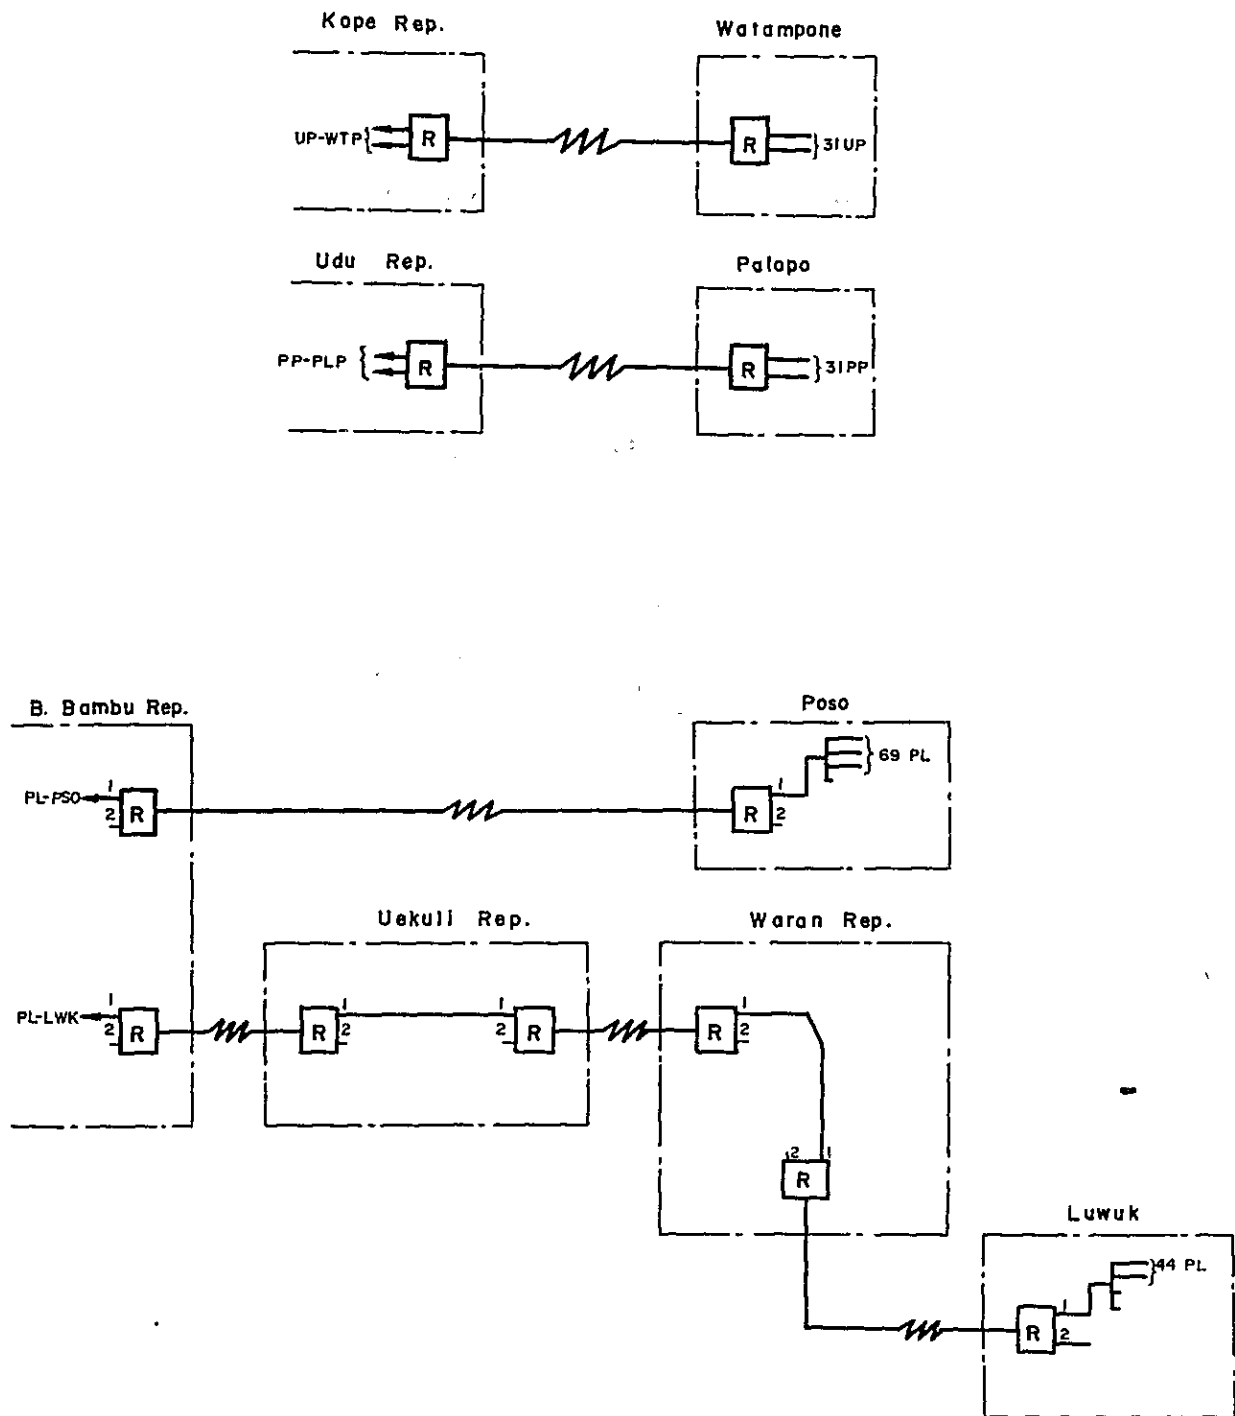 Kope Rep.
Watampone
UP-WTP
R
R
31 UP
Udu Rep.
Palopo
PP-PLP
R
R
31 PP
B. Bambu Rep.
Poso
69 PL
PL-PSO
1
2
R
R
1
2
Uekuli Rep.
Waran Rep.
PL-LWK
1
2
R
R
1
2
1
2
R
R
1
2
2
1
R
Luwuk
44 PL
R
1
2